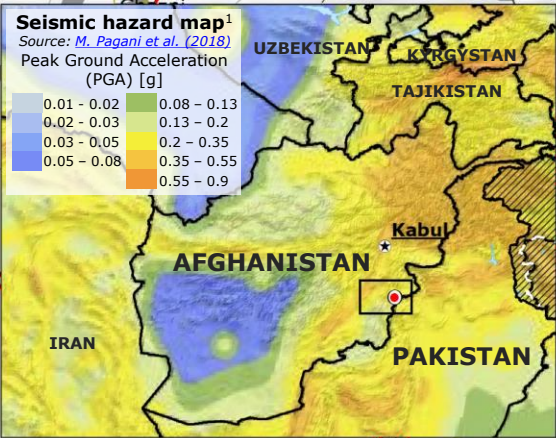 Seismic hazard map1
Source: M. Pagani et al. (2018)
Peak Ground Acceleration
(PGA) [g]
0.01 - 0.02
0.02 - 0.03
0.03 - 0.05
0.05 – 0.08
0.08 – 0.13
0.13 – 0.2
0.2 – 0.35
0.35 – 0.55
0.55 – 0.9
UZBEKISTAN
KYRGYSTAN
TAJIKISTAN
Kabul
AFGHANISTAN
IRAN
PAKISTAN